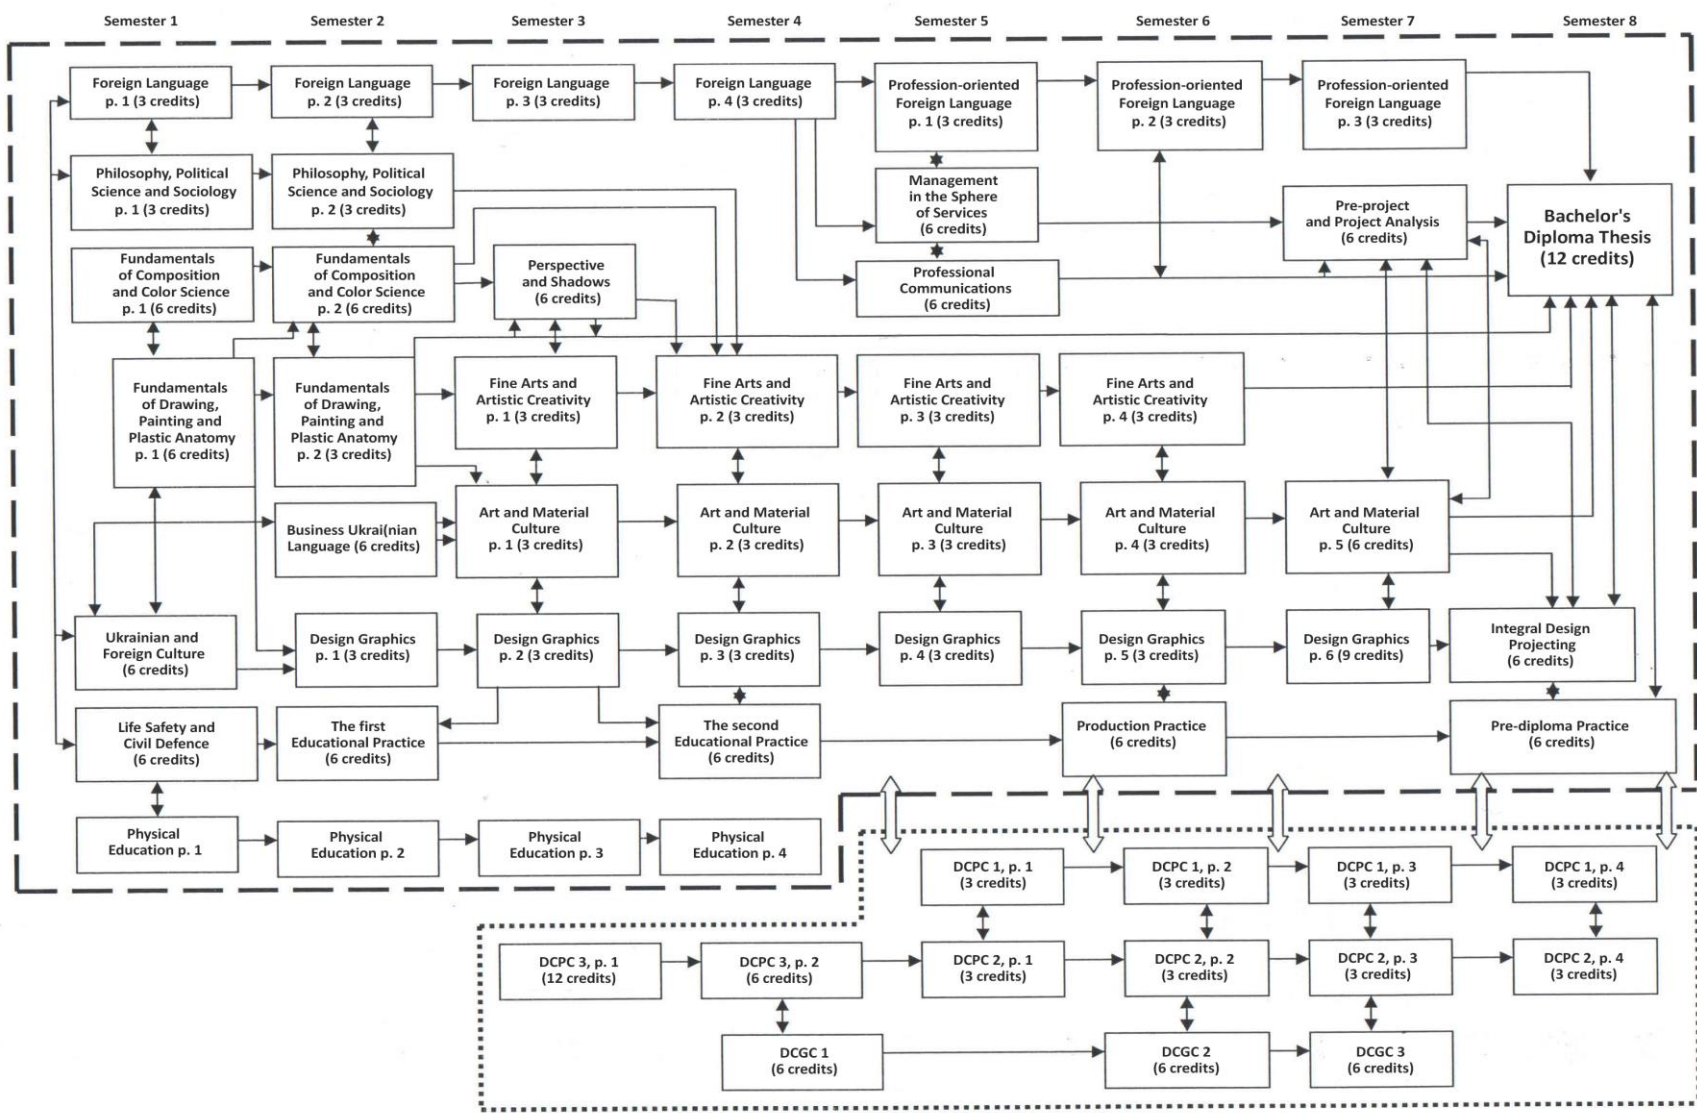 Semester 1
Semester 2
Semester 3
Semester 4
Semester 5
Semester 6
Semester 7
Semester 8
Foreign Language
p. 1 (3 credits)
Foreign Language
p. 2 (3 credits)
Foreign Language
p. 3 (3 credits)
Foreign Language
p. 4 (3 credits)
Profession-oriented
Foreign Language
p. 1 (3 credits)
Profession-oriented
Foreign Language
p. 2 (3 credits)
Profession-oriented
Foreign Language
p. 3 (3 credits)
Philosophy, Political
Science and Sociology
p. 1 (3 credits)
Philosophy, Political
Science and Sociology
p. 2 (3 credits)
Management
in the Sphere
of Services
(6 credits)
Pre-project
and Project Analysis
(6 credits)
Bachelor's
Diploma Thesis
(12 credits)
Fundamentals
of Composition
and Color Science
p. 1 (6 credits)
Fundamentals
of Composition
and Color Science
p. 2 (6 credits)
Perspective
and Shadows
(6 credits)
Professional
Communications
(6 credits)
Fundamentals
of Drawing,
Painting and
Plastic Anatomy
p. 1 (6 credits)
Fundamentals
of Drawing,
Painting and
Plastic Anatomy
p. 2 (3 credits)
Fine Arts and
Artistic Creativity
p. 1 (3 credits)
Fine Arts and
Artistic Creativity
p. 2 (3 credits)
Fine Arts and
Artistic Creativity
p. 3 (3 credits)
Fine Arts and
Artistic Creativity
p. 4 (3 credits)
Business Ukrai(nian
Language (6 credits)
Art and Material
Culture
p. 1 (3 credits)
Art and Material
Culture
p. 2 (3 credits)
Art and Material
Culture
p. 3 (3 credits)
Art and Material
Culture
p. 4 (3 credits)
Art and Material
Culture
p. 5 (6 credits)
Ukrainian and
Foreign Culture
(6 credits)
Design Graphics
p. 1 (3 credits)
Design Graphics
p. 2 (3 credits)
Design Graphics
p. 3 (3 credits)
Design Graphics
p. 4 (3 credits)
Design Graphics
p. 5 (3 credits)
Design Graphics
p. 6 (9 credits)
Integral Design
Projecting
(6 credits)
Life Safety and
Civil Defence
(6 credits)
The first
Educational Practice
(6 credits)
The second
Educational Practice
(6 credits)
Production Practice
(6 credits)
Pre-diploma Practice
(6 credits)
Physical
Education p. 1
Physical
Education p. 2
Physical
Education p. 3
Physical
Education p. 4
DCPC 1, p. 1
(3 credits)
DCPC 1, p. 2
(3 credits)
DCPC 1, p. 3
(3 credits)
DCPC 1, p. 4
(3 credits)
DCPC 3, p. 1
(12 credits)
DCPC 3, p. 2
(6 credits)
DCPC 2, p. 1
(3 credits)
DCPC 2, p. 2
(3 credits)
DCPC 2, p. 3
(3 credits)
DCPC 2, p. 4
(3 credits)
DCGC 1
(6 credits)
DCGC 2
(6 credits)
DCGC 3
(6 credits)